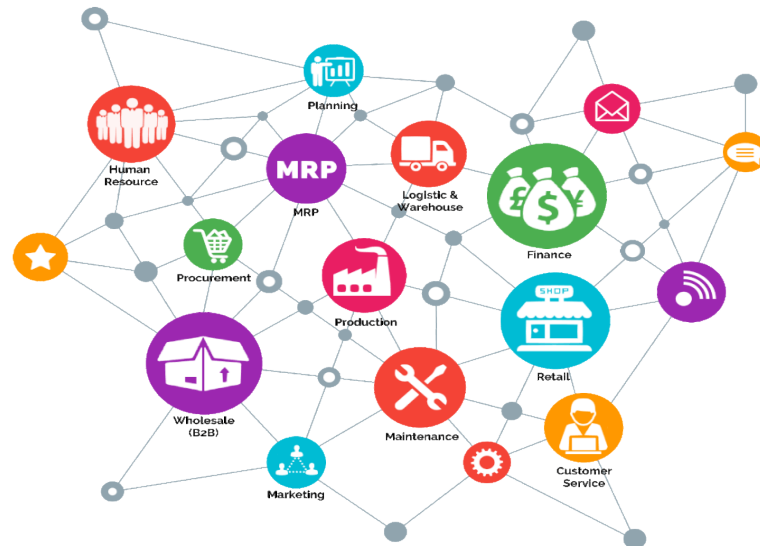 Planning
Human
Resource
MRP
MRP
Logistic &
Warehouse
£
$
¥
Finance
Procurement
Production
SHOP
Retail
Wholesale
(B2B)
Maintenance
Customer
Service
Marketing